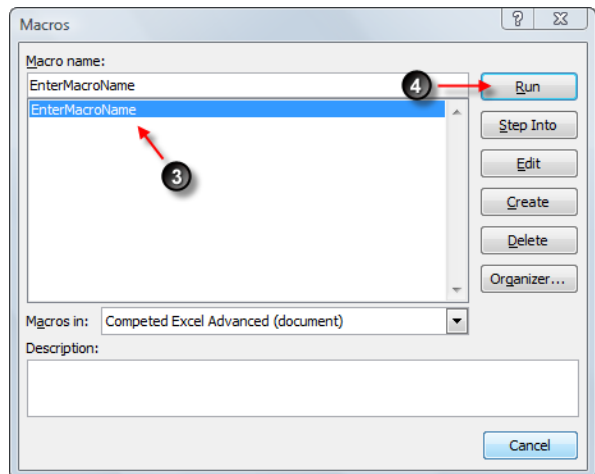 Macros
Macro name:
EnterMacroName
4
Run
EnterMacroName
3
Step Into
Edit
Create
Delete
Organizer...
Macros in: Competed Excel Advanced (document)
Description:
Cancel